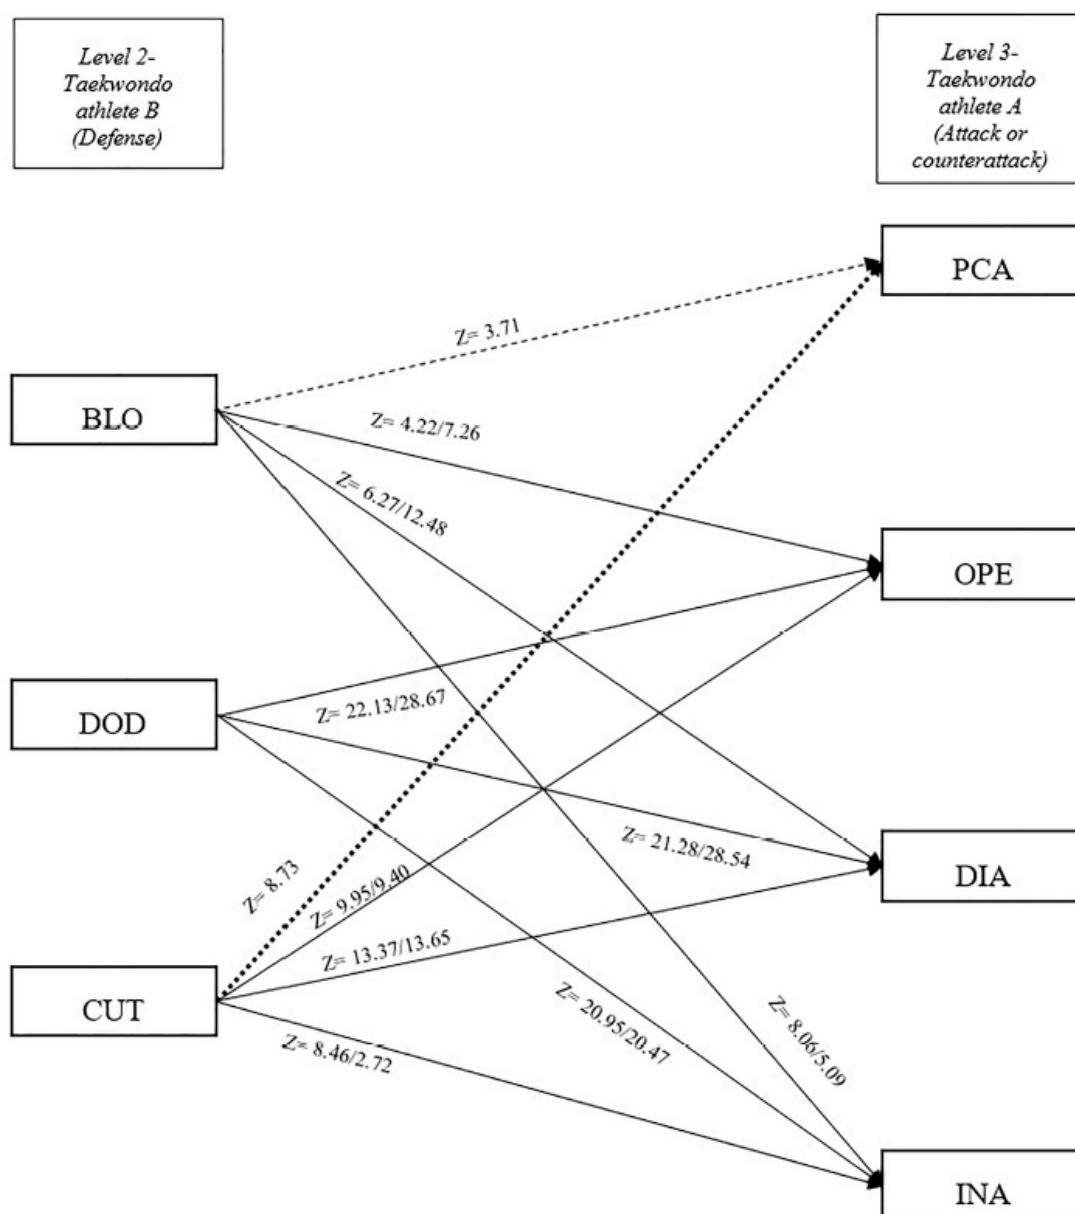 Level 2-
Taekwondo
athlete B
(Defense)
Level 3-
Taekwondo
athlete A
(Attack or
counterattack)
PCA
Z= 3.71
BLO
Z= 4.22/7.26
Z= 6.27/12.48
OPE
DOD
Z= 22.13/28.67
Z= 21.28/28.54
DIA
Z= 8.73
Z= 9.95/9.40
Z= 13.37/13.65
CUT
Z= 20.95/20.47
Z= 8.06/5.09
Z= 8.46/2.72
INA